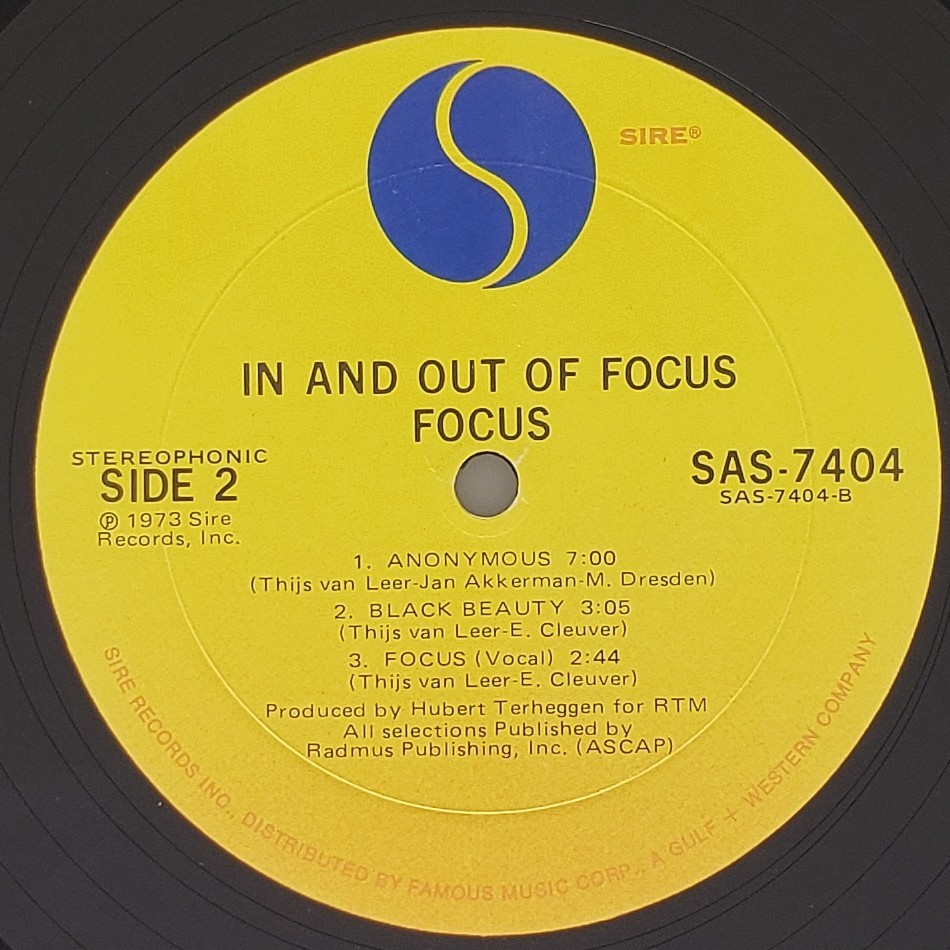 SIRE®
IN AND OUT OF FOCUS
FOCUS
STEREOPHONIC
SIDE 2
℗ 1973 Sire
Records, Inc.
SAS-7404
SAS-7404-B
1. ANONYMOUS 7:00
(Thijs van Leer-Jan Akkerman-M. Dresden)
2. BLACK BEAUTY 3:05
(Thijs van Leer-E. Cleuver)
3. FOCUS (Vocal) 2:44
(Thijs van Leer-E. Cleuver)
Produced by Hubert Terheggen for RTM
All selections Published by
Radmus Publishing, Inc. (ASCAP)
SIRE RECORDS INC., DISTRIBUTED BY FAMOUS MUSIC CORP., A GULF + WESTERN COMPANY